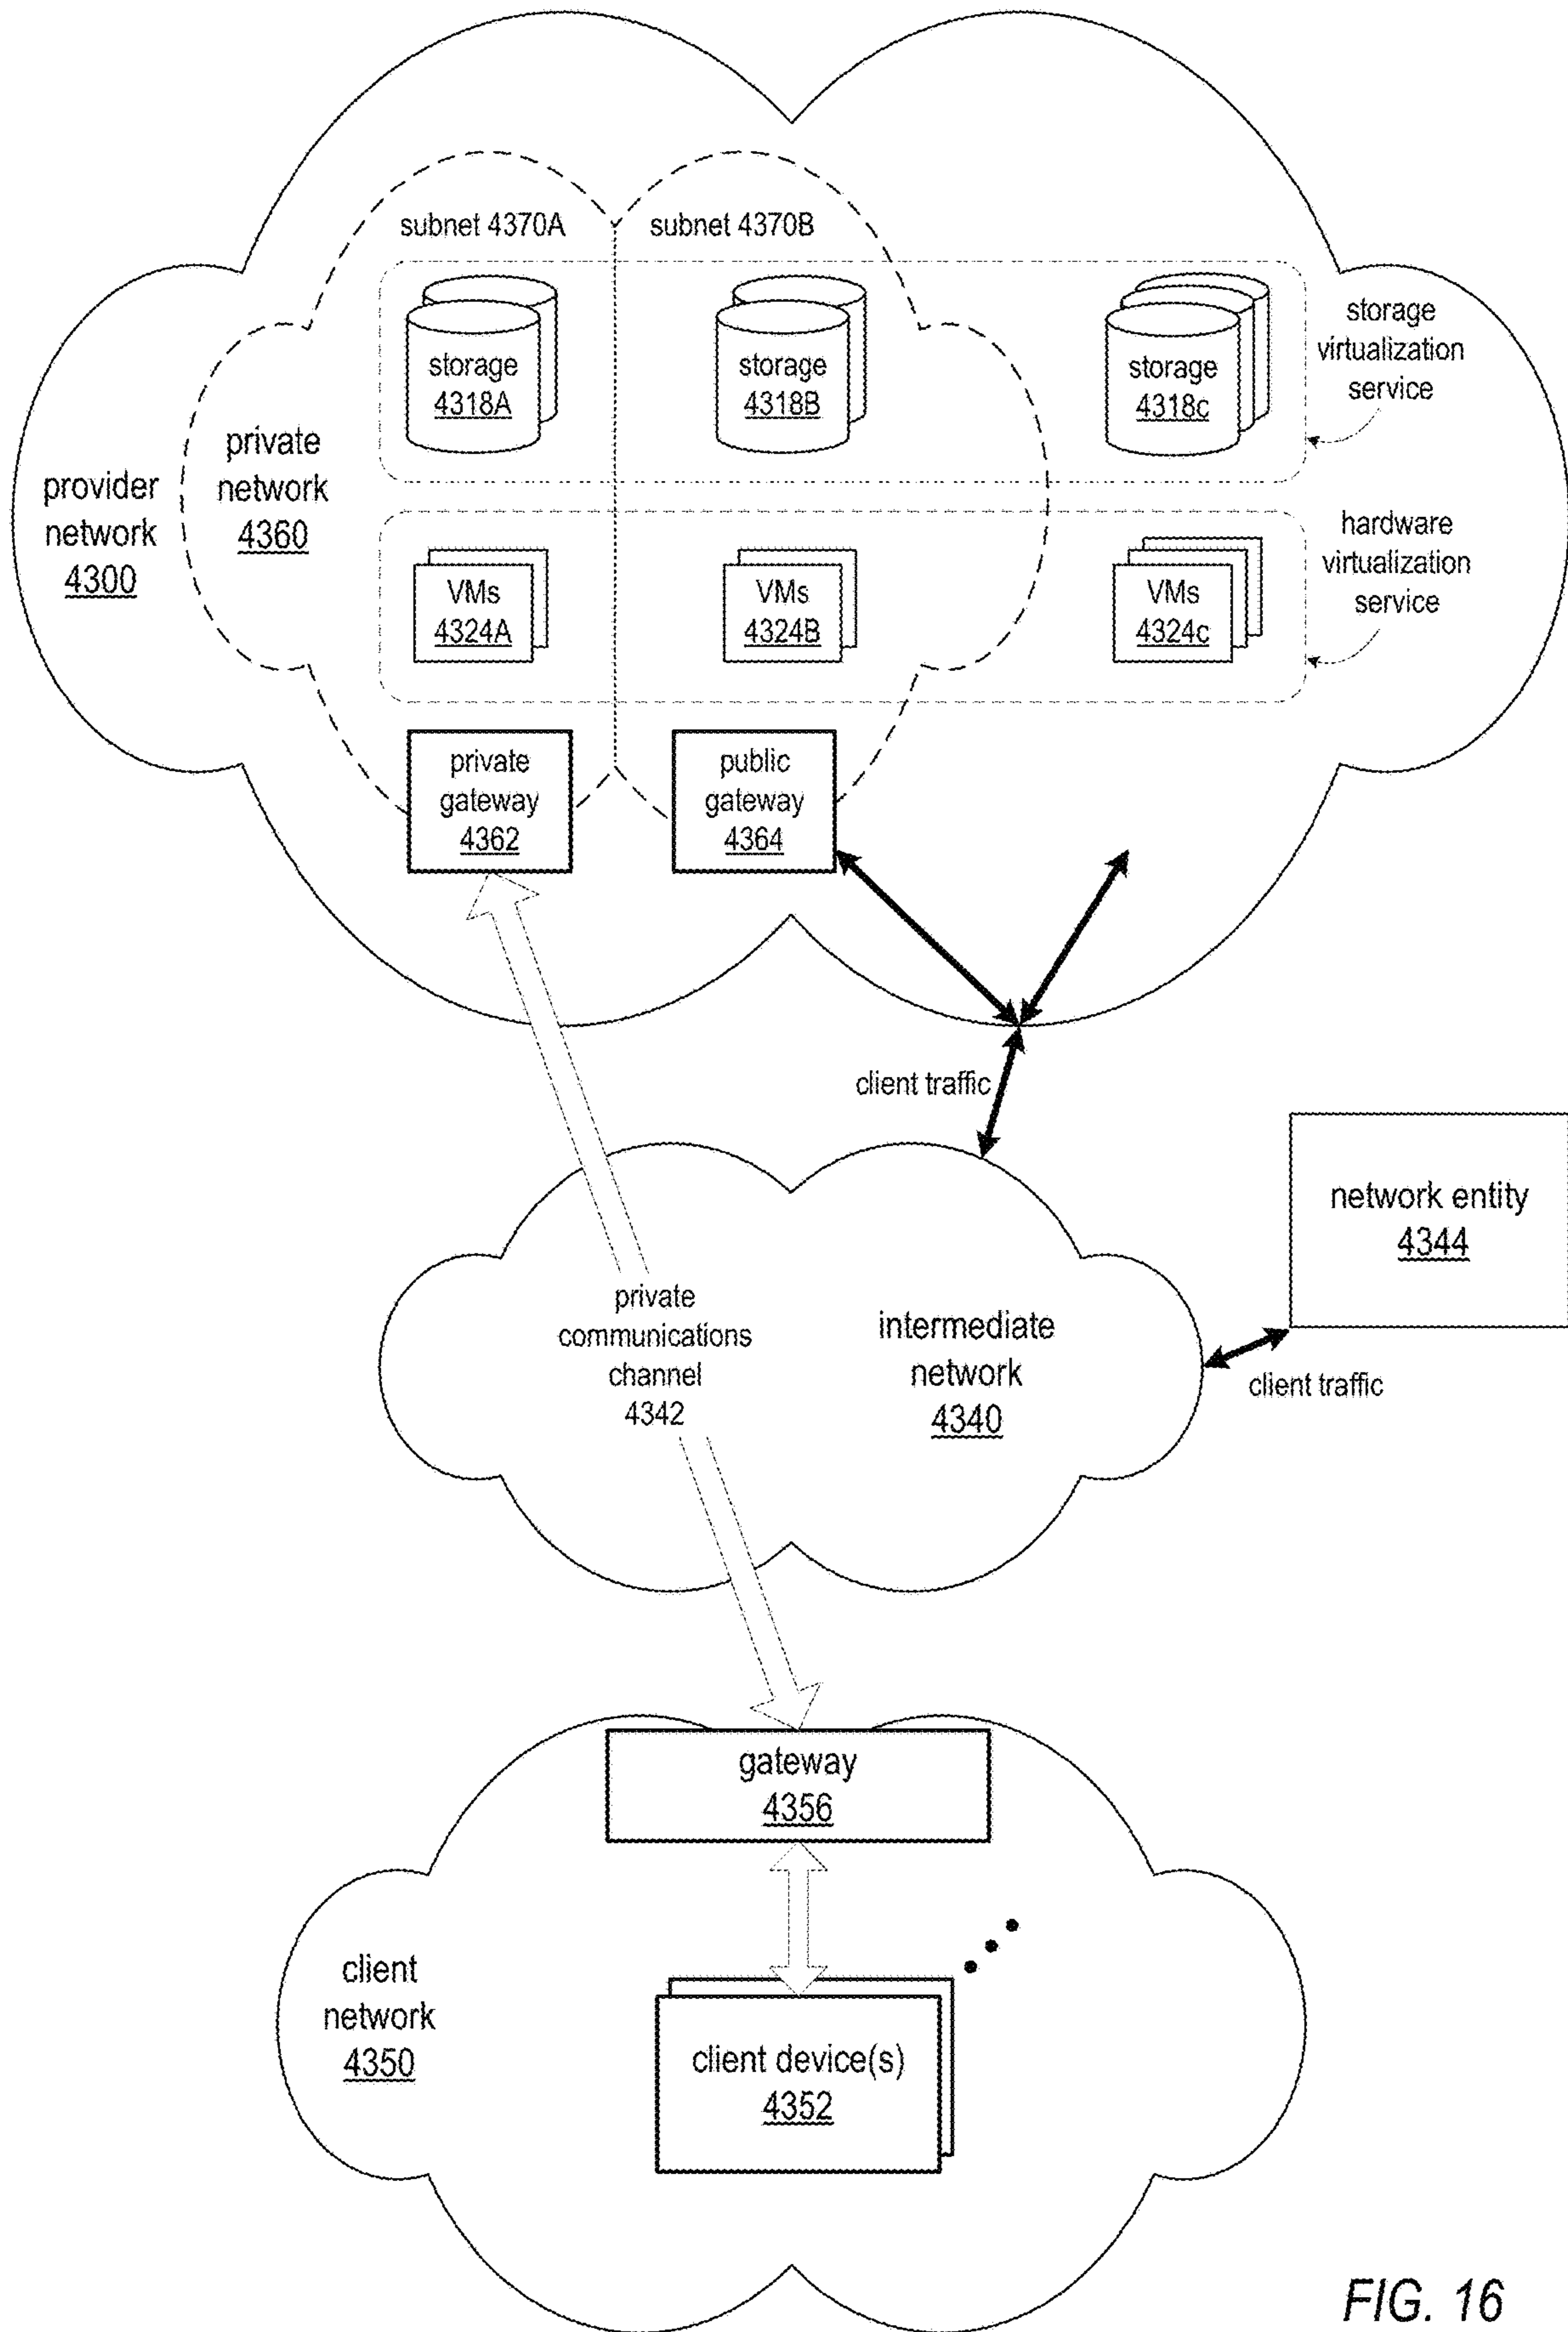 subnet 4370A
subnet 4370B
storage
4318A
storage
4318B
storage
4318c
storage
virtualization
service
provider
network
4300
private
network
4360
VMs
4324A
VMs
4324B
VMs
4324c
hardware
virtualization
service
private
gateway
4362
public
gateway
4364
client traffic
network entity
4344
private
communications
channel
4342
intermediate
network
4340
client traffic
gateway
4356
client
network
4350
client device(s)
4352
FIG. 16